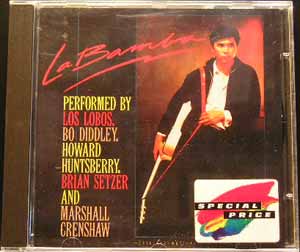 La Bamba
PERFORMED BY
LOS LOBOS,
BO DIDDLEY,
HOWARD
HUNTSBERRY,
BRIAN SETZER
AND
MARSHALL
CRENSHAW
SPECIAL
PRICE